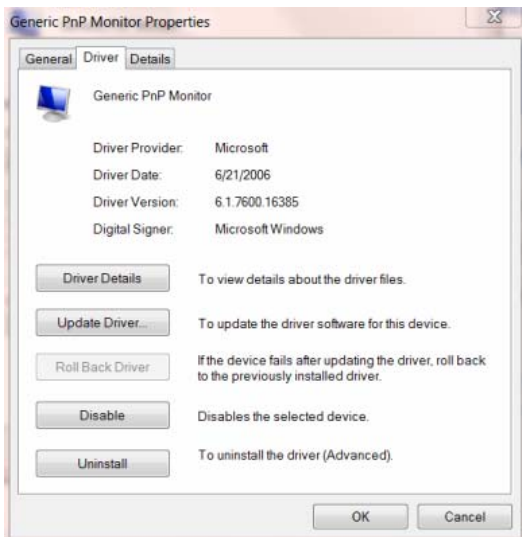 Generic PnP Monitor Properties
General Driver Details
Generic PnP Monitor
Driver Provider: Microsoft
Driver Date: 6/21/2006
Driver Version: 6.1.7600.16385
Digital Signer: Microsoft Windows
Driver Details To view details about the driver files.
Update Driver... To update the driver software for this device.
Roll Back Driver If the device fails after updating the driver, roll back
to the previously installed driver.
Disable Disables the selected device.
Uninstall To uninstall the driver (Advanced).
OK Cancel